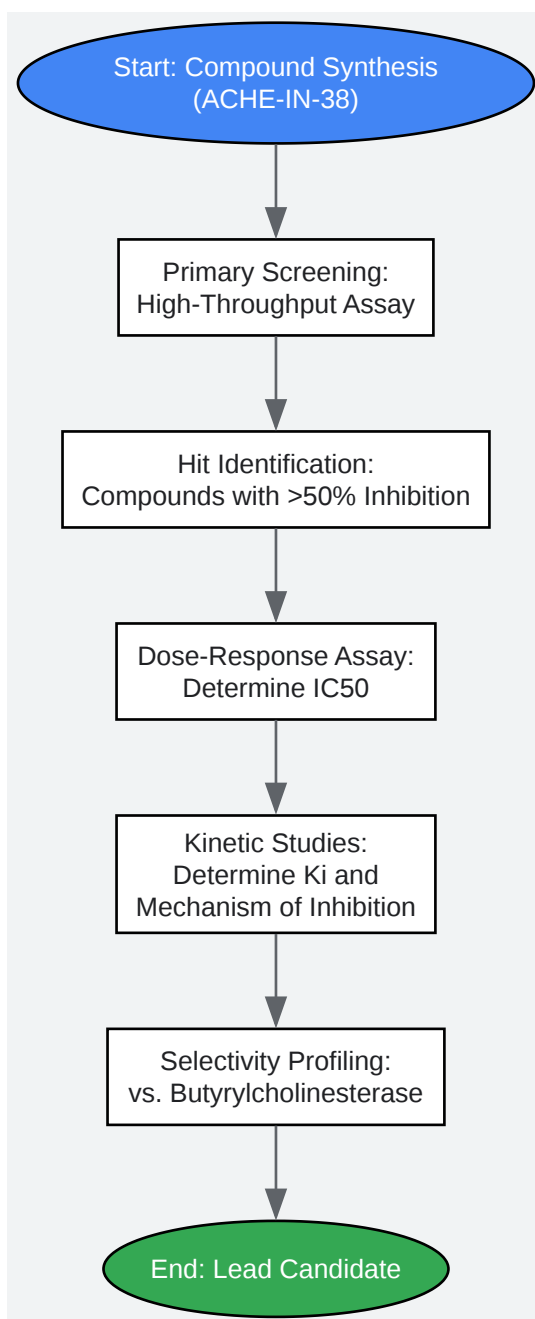 Start: Compound Synthesis
(ACHE-IN-38)
Primary Screening:
High-Throughput Assay
Hit Identification:
Compounds with >50% Inhibition
Dose-Response Assay:
Determine IC50
Kinetic Studies:
Determine Ki and
Mechanism of Inhibition
Selectivity Profiling:
vs. Butyrylcholinesterase
End: Lead Candidate